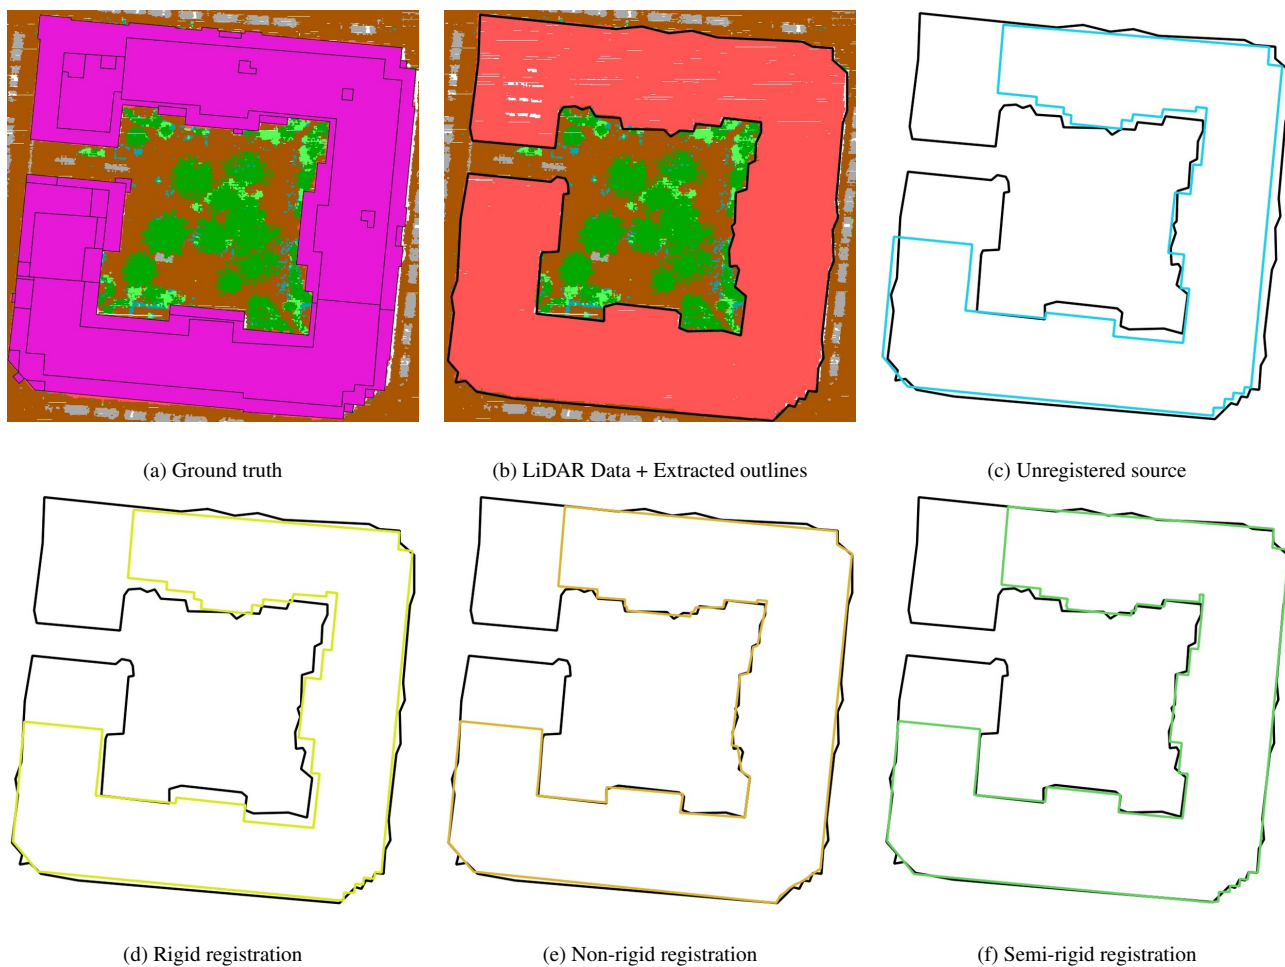 (a) Ground truth
(b) LiDAR Data + Extracted outlines
(c) Unregistered source
(d) Rigid registration
(e) Non-rigid registration
(f) Semi-rigid registration